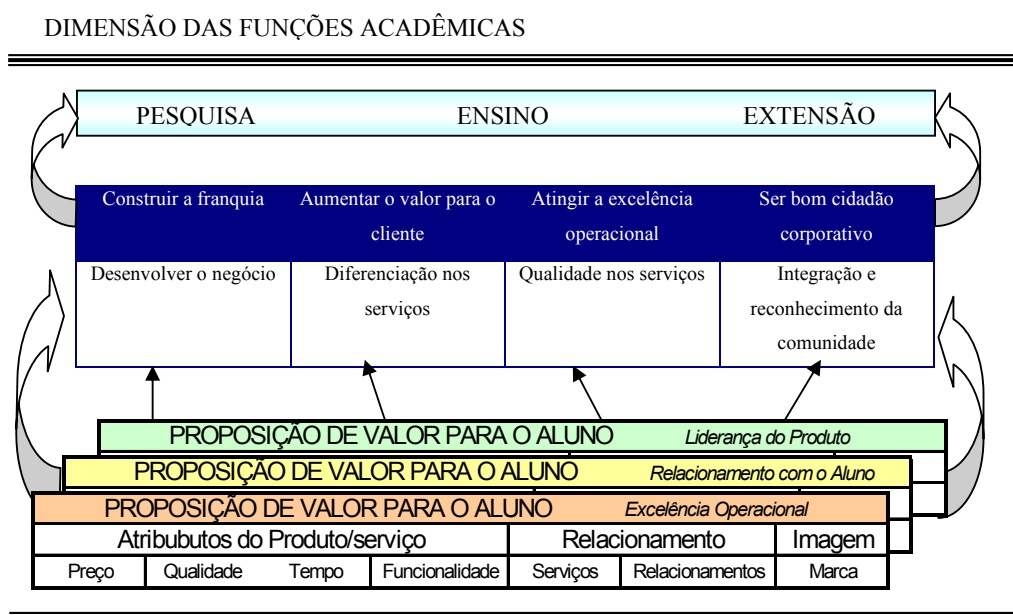 DIMENSÃO DAS FUNÇÕES ACADÊMICAS
PESQUISA ENSINO EXTENSÃO
Construir a franquia
Aumentar o valor para o
cliente
Atingir a excelência
operacional
Ser bom cidadão
corporativo
Desenvolver o negócio
Diferenciação nos
serviços
Qualidade nos serviços
Integração e
reconhecimento da
comunidade
PROPOSIÇÃO DE VALOR PARA O ALUNO Liderança do Produto
PROPOSIÇÃO DE VALOR PARA O ALUNO Relacionamento com o Aluno
PROPOSIÇÃO DE VALOR PARA O ALUNO Excelência Operacional
Atribubutos do Produto/serviço Relacionamento Imagem
Preço Qualidade Tempo Funcionalidade Serviços Relacionamentos Marca